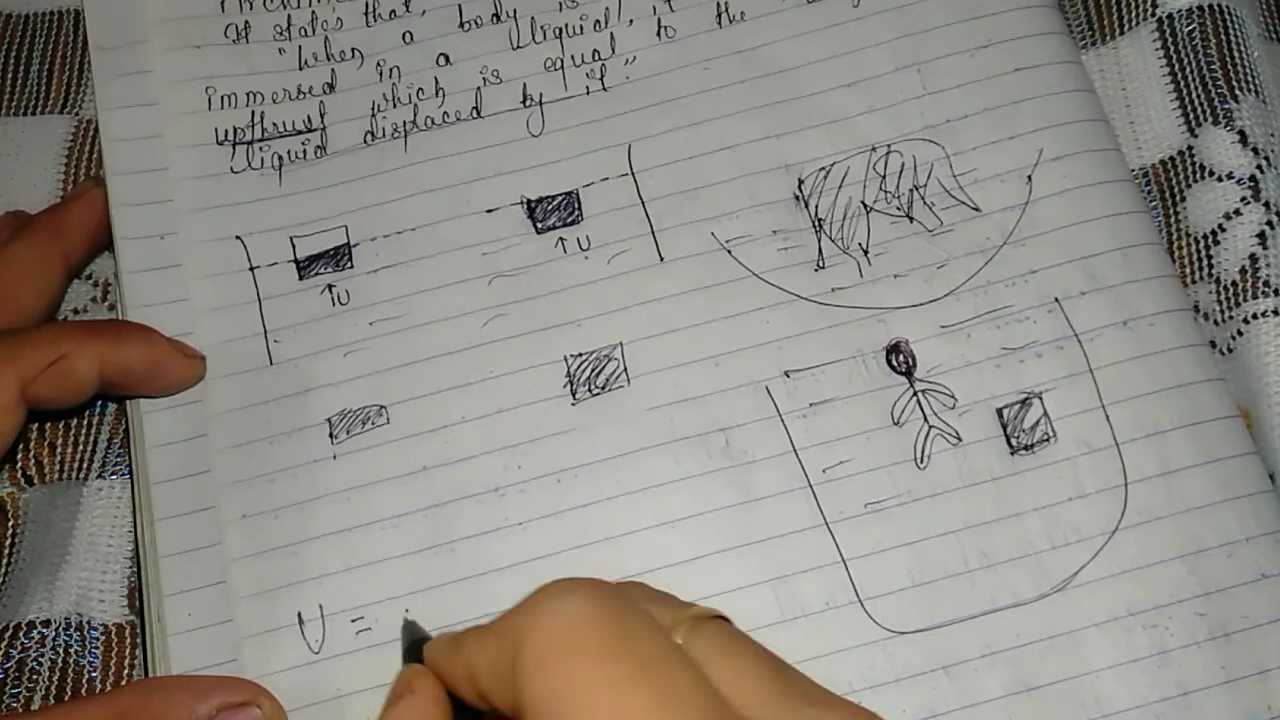 It states that,
"When a body is
immersed in a liquid, it
upthrust which is equal to the
liquid displaced by it."
↑U
↑U
U =